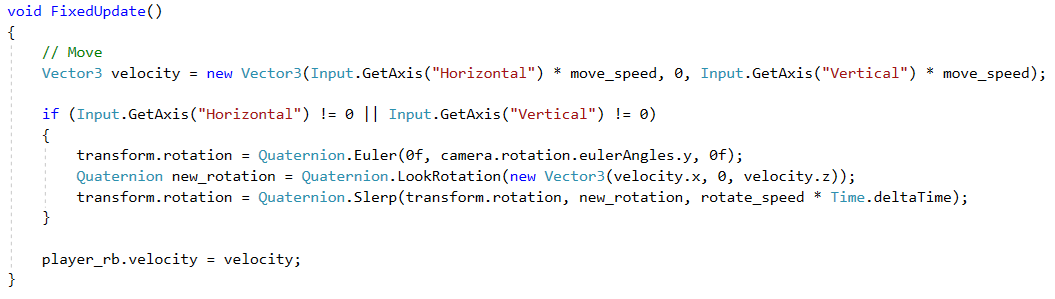 void FixedUpdate()
{
// Move
Vector3 velocity = new Vector3(Input.GetAxis("Horizontal") * move_speed, 0, Input.GetAxis("Vertical") * move_speed);
if (Input.GetAxis("Horizontal") != 0 || Input.GetAxis("Vertical") != 0)
{
transform.rotation = Quaternion.Euler(0f, camera.rotation.eulerAngles.y, 0f);
Quaternion new_rotation = Quaternion.LookRotation(new Vector3(velocity.x, 0, velocity.z));
transform.rotation = Quaternion.Slerp(transform.rotation, new_rotation, rotate_speed * Time.deltaTime);
}
player_rb.velocity = velocity;
}